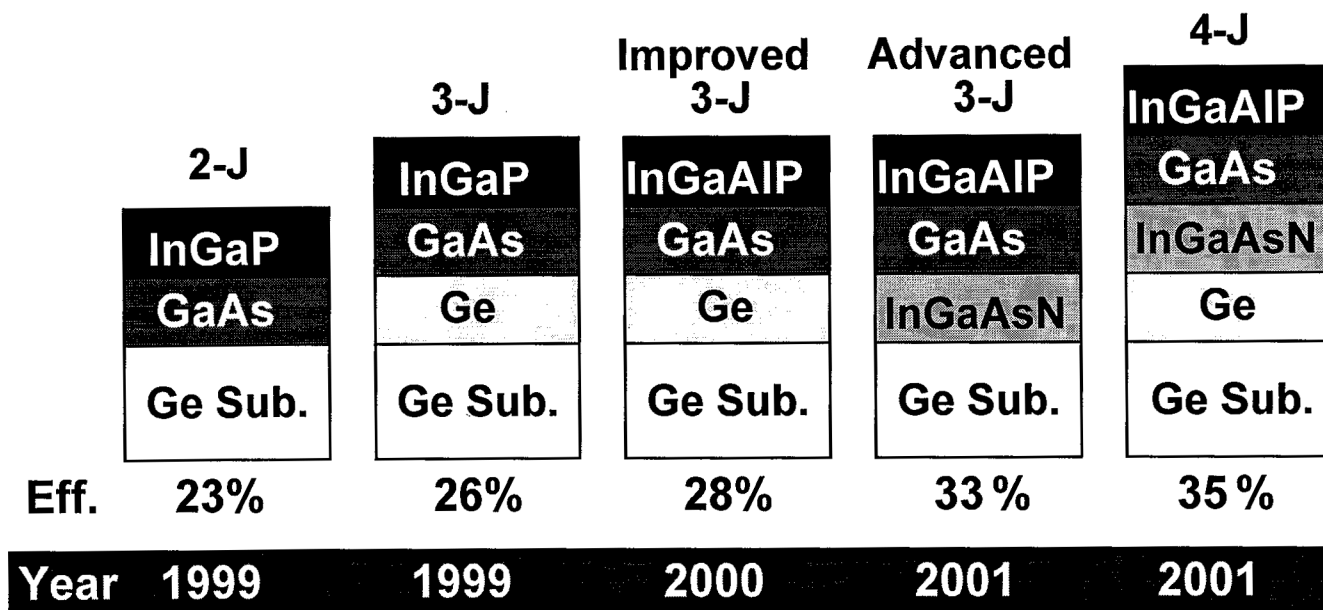 2-J
InGaP
GaAs
Ge Sub.
3-J
InGaP
GaAs
Ge
Ge Sub.
Improved
3-J
InGaAlP
GaAs
Ge
Ge Sub.
Advanced
3-J
InGaAlP
GaAs
InGaAsN
Ge Sub.
4-J
InGaAlP
GaAs
InGaAsN
Ge
Ge Sub.
Eff. 23% 26% 28% 33% 35%
Year 1999 1999 2000 2001 2001